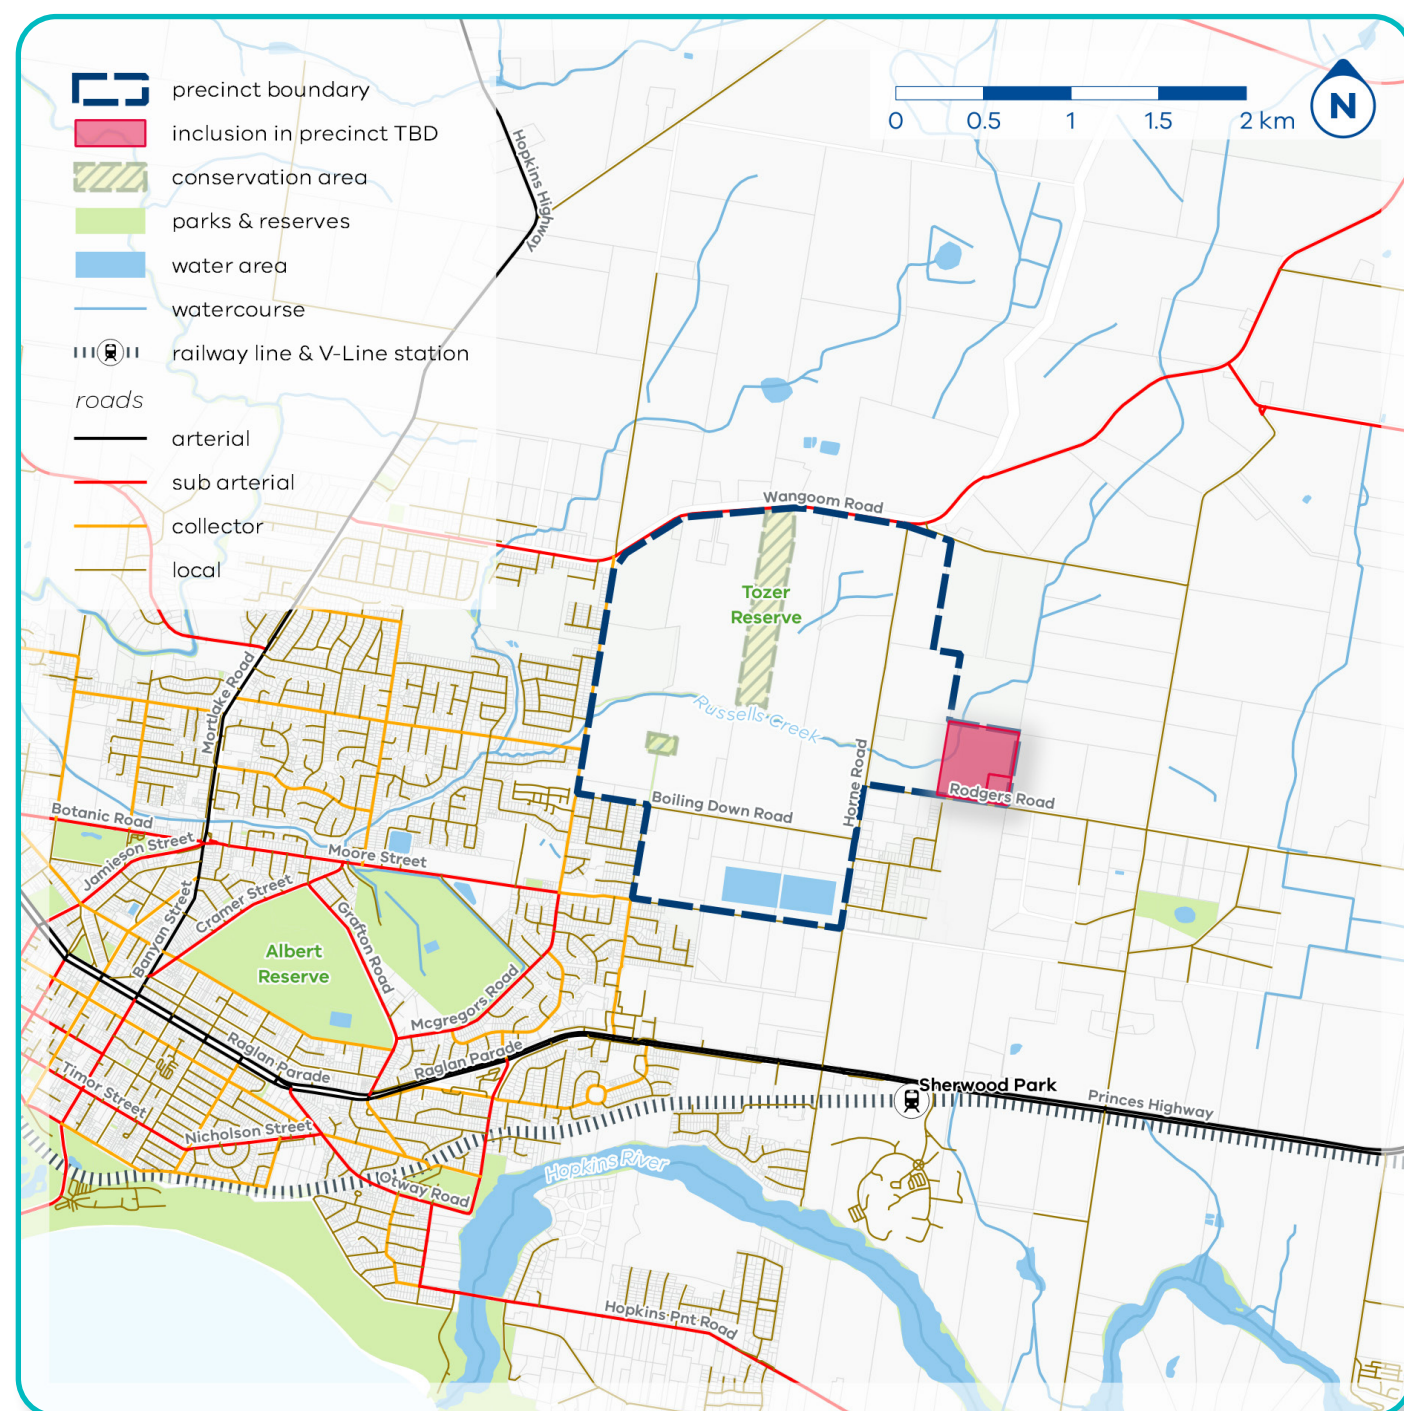 precinct boundary
inclusion in precinct TBD
conservation area
parks & reserves
water area
watercourse
railway line & V-Line station
roads
arterial
sub arterial
collector
local
0 0.5 1 1.5 2 km
N
Hopkins Highway
Wangoom Road
Tozer
Reserve
Russells Creek
Mortlake Road
Horne Road
Boiling Down Road
Rodgers Road
Botanic Road
Jamieson Street
Moore Street
Cramer Street
Banyan Street
Grafton Road
Albert
Reserve
Mcgregors Road
Raglan Parade
Raglan Parade
Timor Street
Nicholson Street
Sherwood Park
Princes Highway
Hopkins River
Otway Road
Hopkins Pnt Road